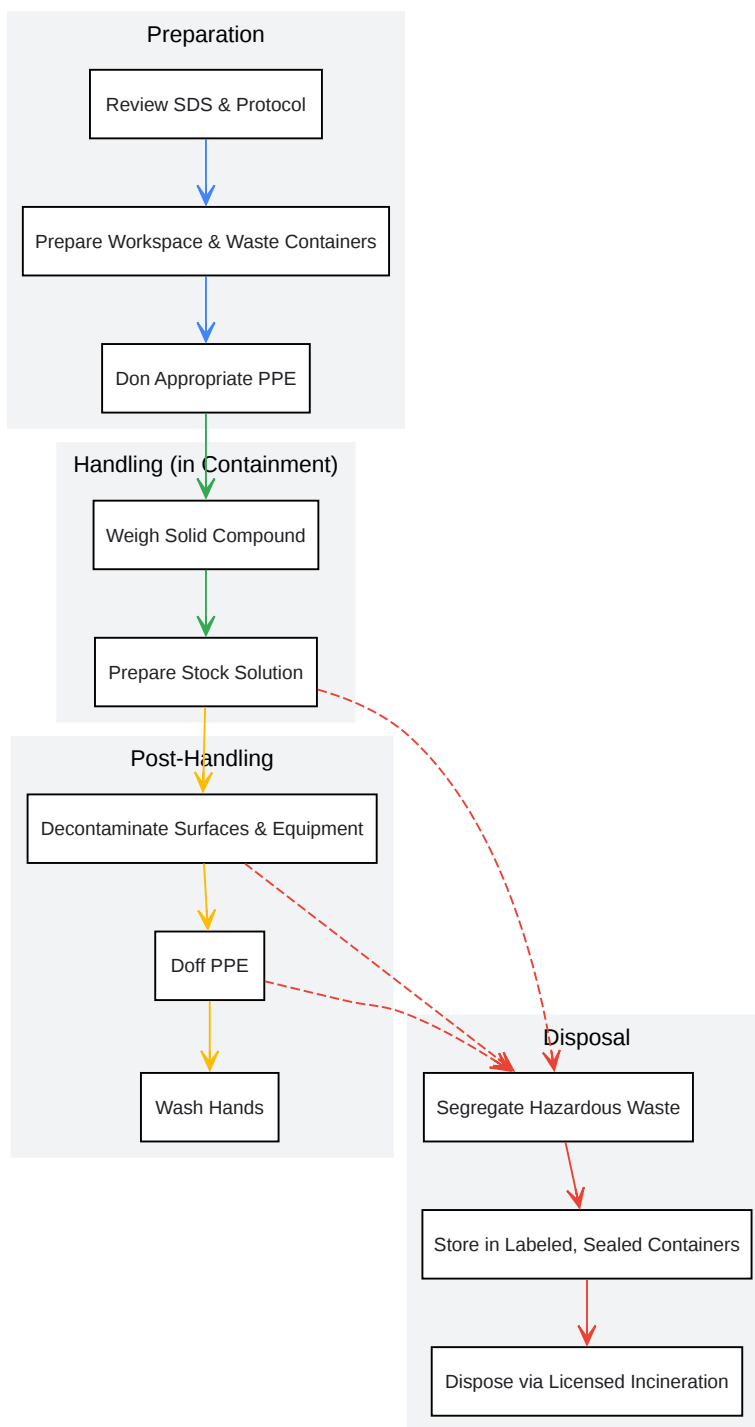 Preparation
Review SDS & Protocol
Prepare Workspace & Waste Containers
Don Appropriate PPE
Handling (in Containment)
Weigh Solid Compound
Prepare Stock Solution
Post-Handling
Decontaminate Surfaces & Equipment
Doff PPE
Wash Hands
Disposal
Segregate Hazardous Waste
Store in Labeled, Sealed Containers
Dispose via Licensed Incineration